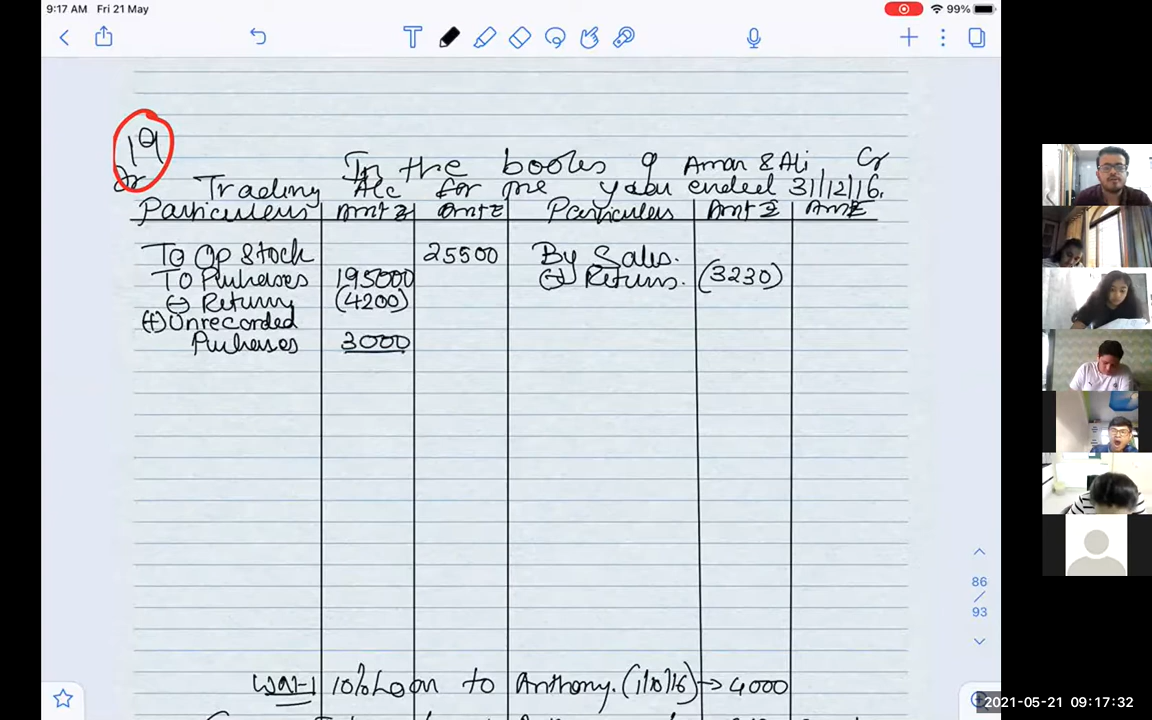 9:17 AM Fri 21 May 99%
19
In the books of Aman & Ali Cr
Dr Trading A/c for the year ended 31/12/16.
Particulars Amt ₹ Amt ₹ Particulars Amt ₹ Amt ₹
To Op Stock 25500 By Sales.
To Purchases 195000 (-) Returns. (3230)
(-) Return (4200)
(+) Unrecorded
Purchases 3000
86
/
93
WN-1 10% Loan to Anthony. (1/10/16) → 4000
2021-05-21 09:17:32